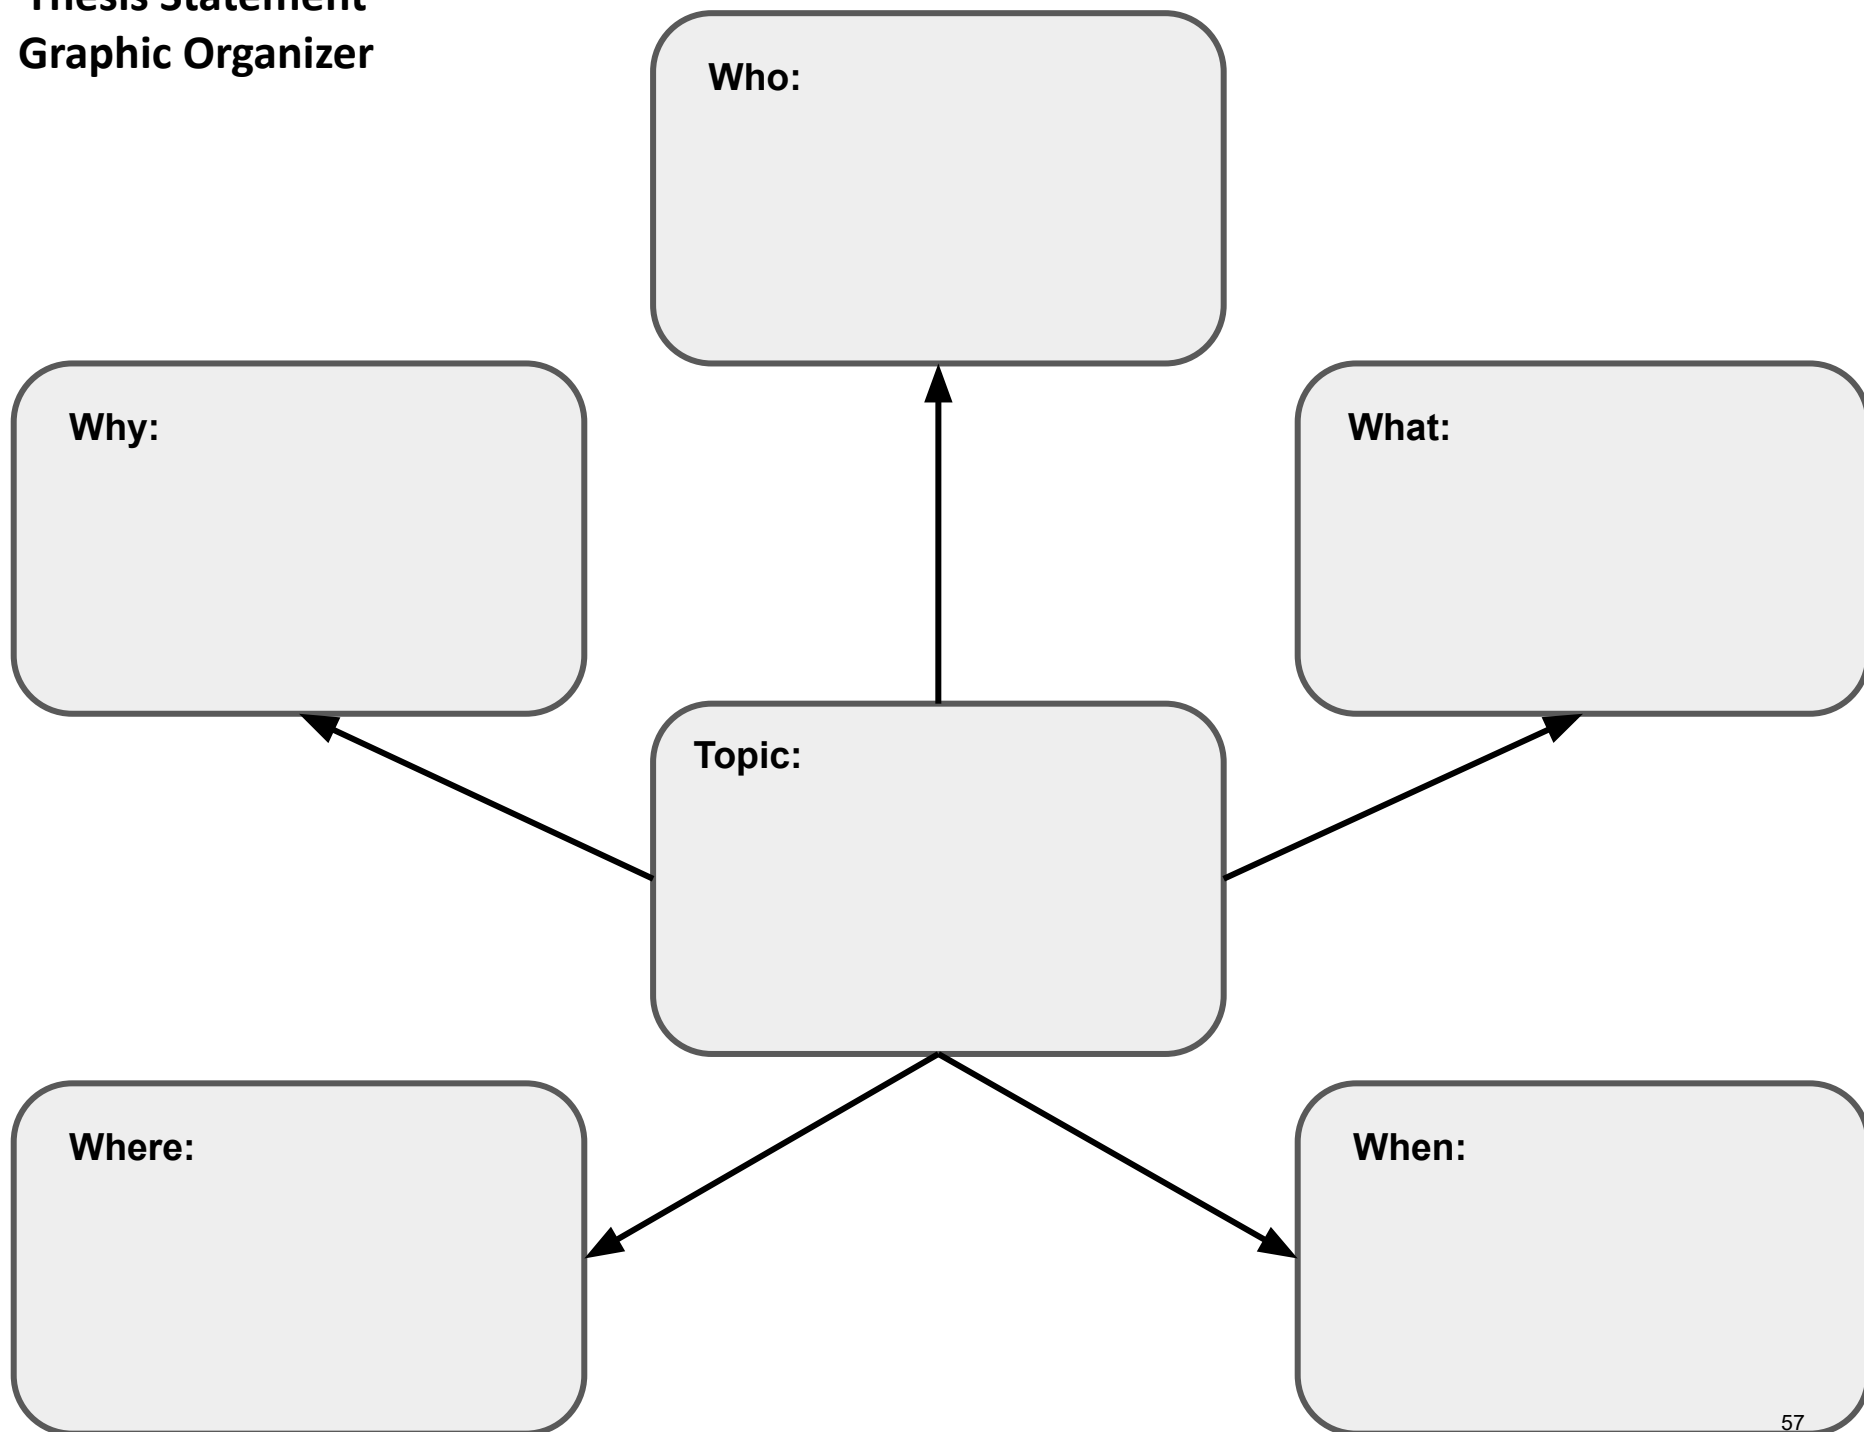 Thesis Statement
Graphic Organizer
Who:
Why:
What:
Topic:
Where:
When:
57